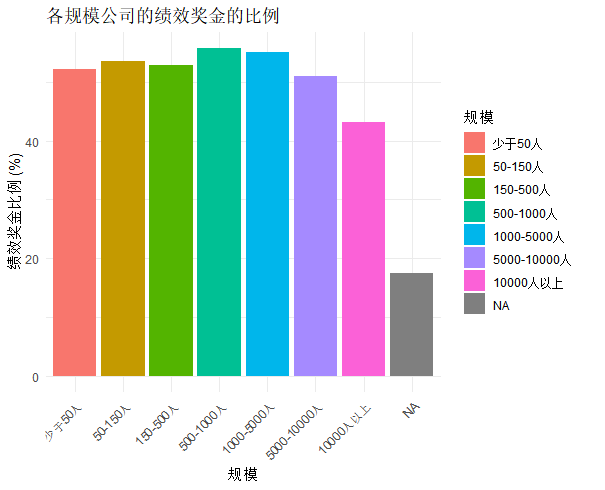 各规模公司的绩效奖金的比例
绩效奖金比例 (%)
40
20
0
少于50人
50-150人
150-500人
500-1000人
1000-5000人
5000-10000人
10000人以上
NA
规模
规模
少于50人
50-150人
150-500人
500-1000人
1000-5000人
5000-10000人
10000人以上
NA